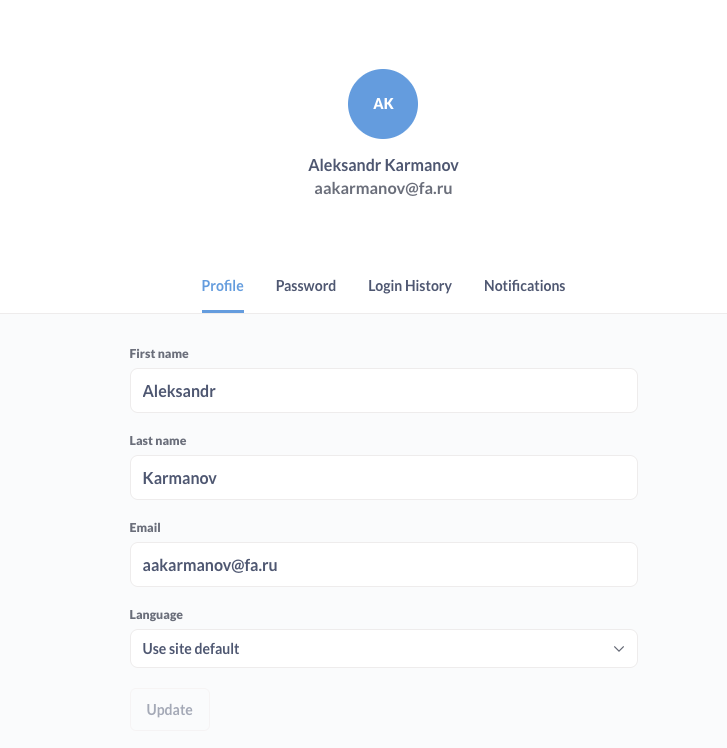 AK
Aleksandr Karmanov
aakarmanov@fa.ru
Profile Password Login History Notifications
First name
Aleksandr
Last name
Karmanov
Email
aakarmanov@fa.ru
Language
Use site default
Update